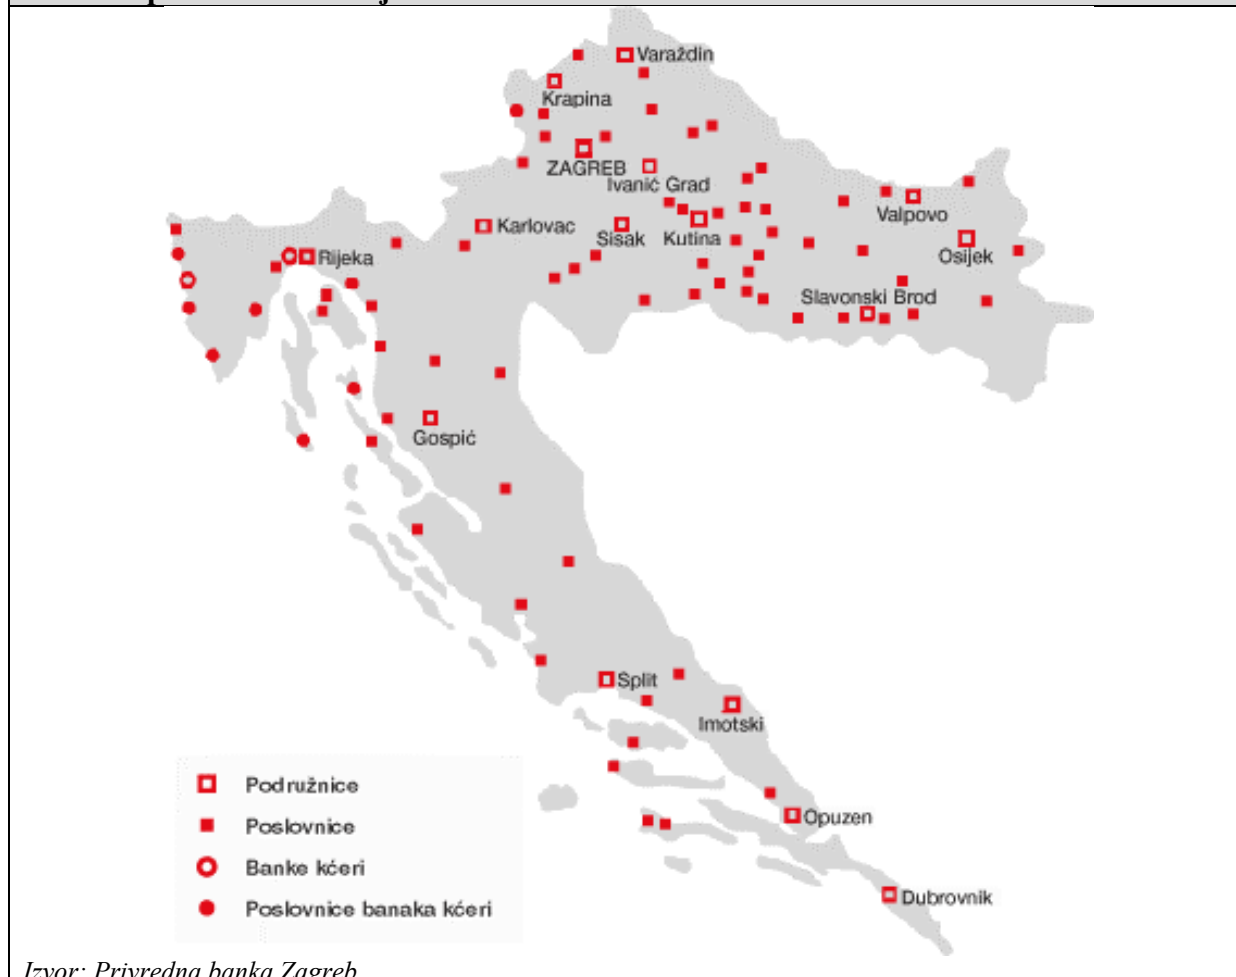 Varaždin
Krapina
ZAGREB
Ivanić Grad
Valpovo
Karlovac
Sisak
Kutina
Osijek
Rijeka
Slavonski Brod
Gospić
Split
Imotski
Opuzen
Dubrovnik
Podružnice
Poslovnice
Banke kćeri
Poslovnice banaka kćeri
Izvor: Privredna banka Zagreb